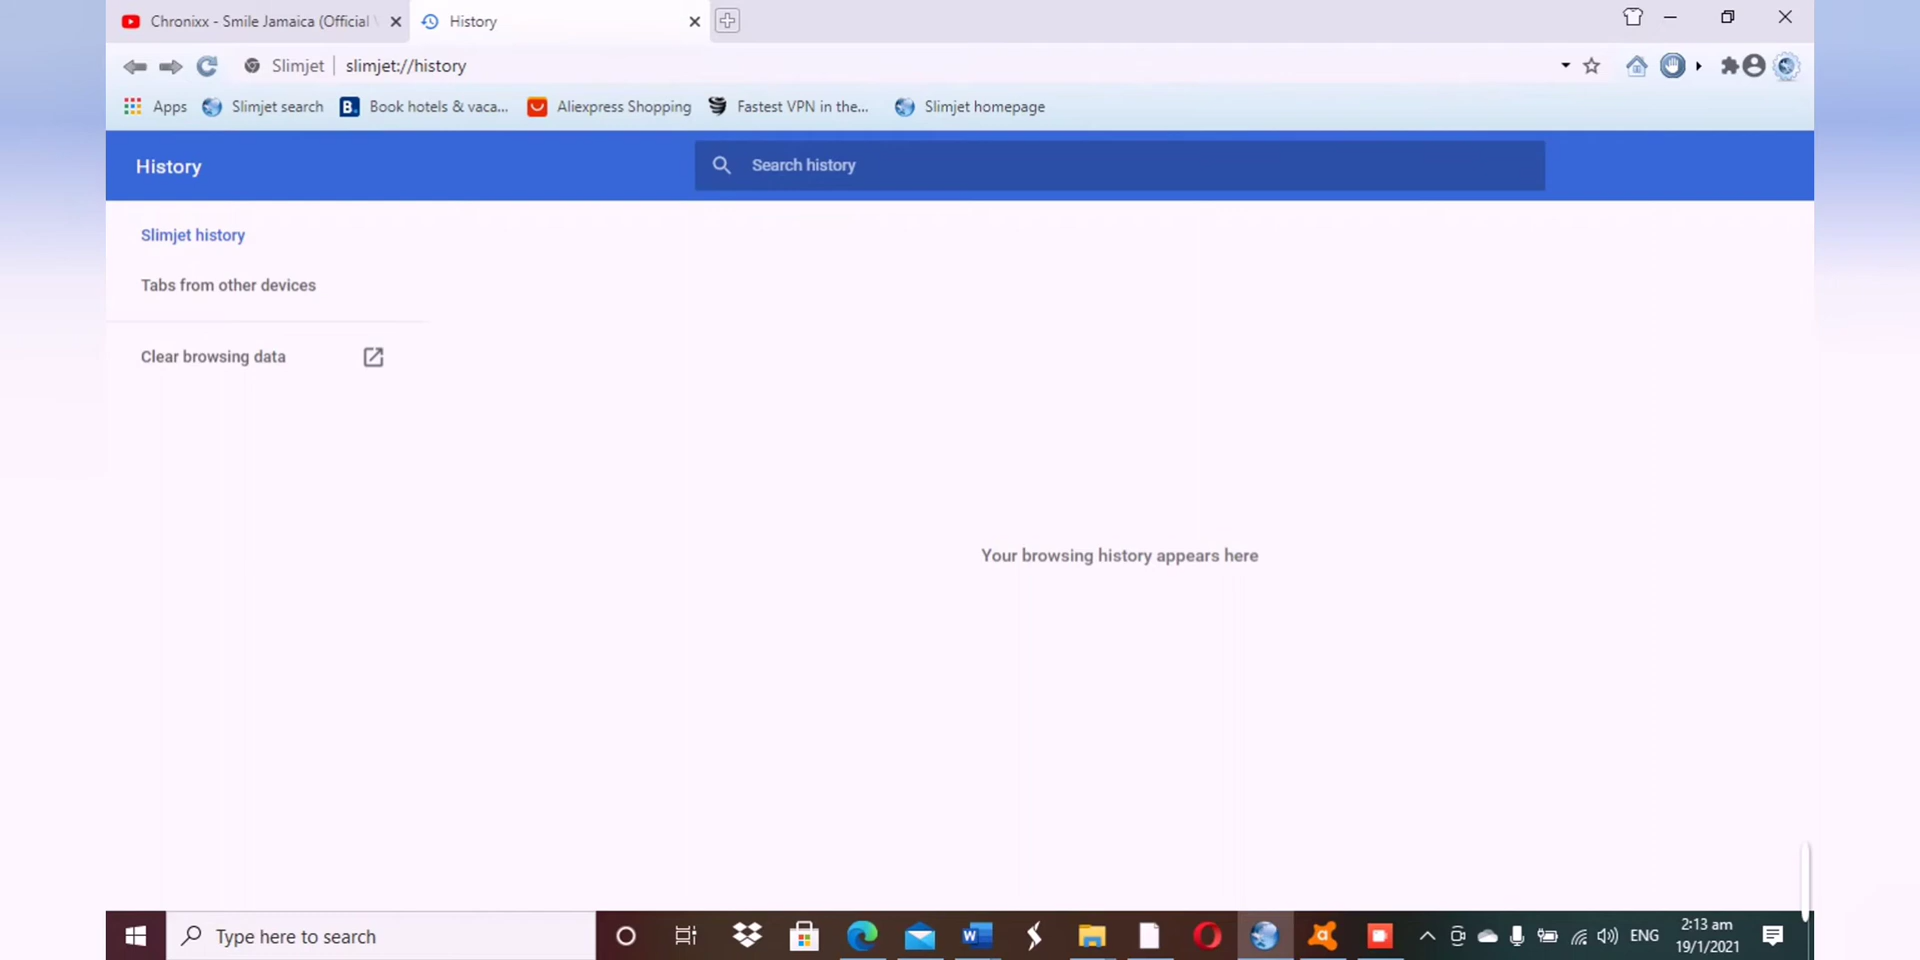 Chronixx - Smile Jamaica (Official
History
Slimjet
slimjet://history
Apps
Slimjet search
B.
Book hotels & vaca...
Aliexpress Shopping
Fastest VPN in the...
Slimjet homepage
History
Search history
Slimjet history
Tabs from other devices
Clear browsing data
Your browsing history appears here
Type here to search
W
ENG
2:13 am
19/1/2021